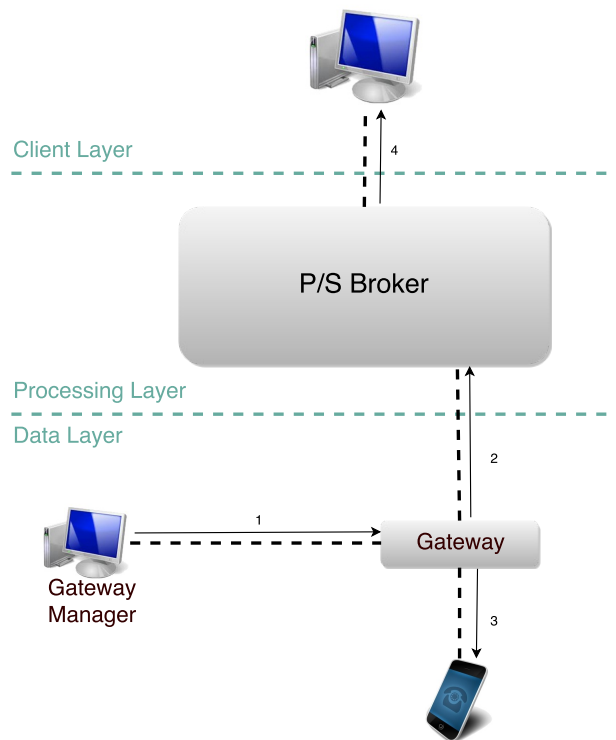 4
Client Layer
P/S Broker
Processing Layer
Data Layer
2
1
Gateway
Gateway
Manager
3